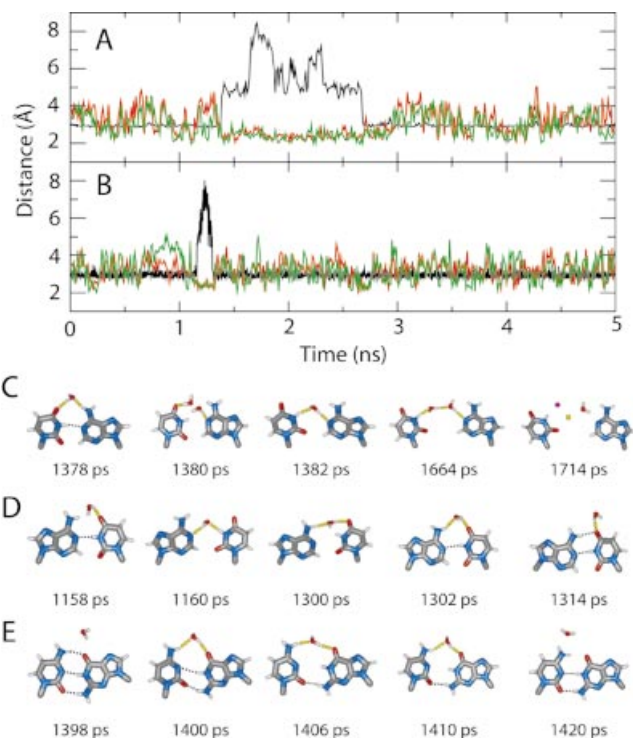 A
8
6
4
2
Distance (Å)
B
8
6
4
2
0 1 2 3 4 5
Time (ns)
C
1378 ps 1380 ps 1382 ps 1664 ps 1714 ps
D
1158 ps 1160 ps 1300 ps 1302 ps 1314 ps
E
1398 ps 1400 ps 1406 ps 1410 ps 1420 ps